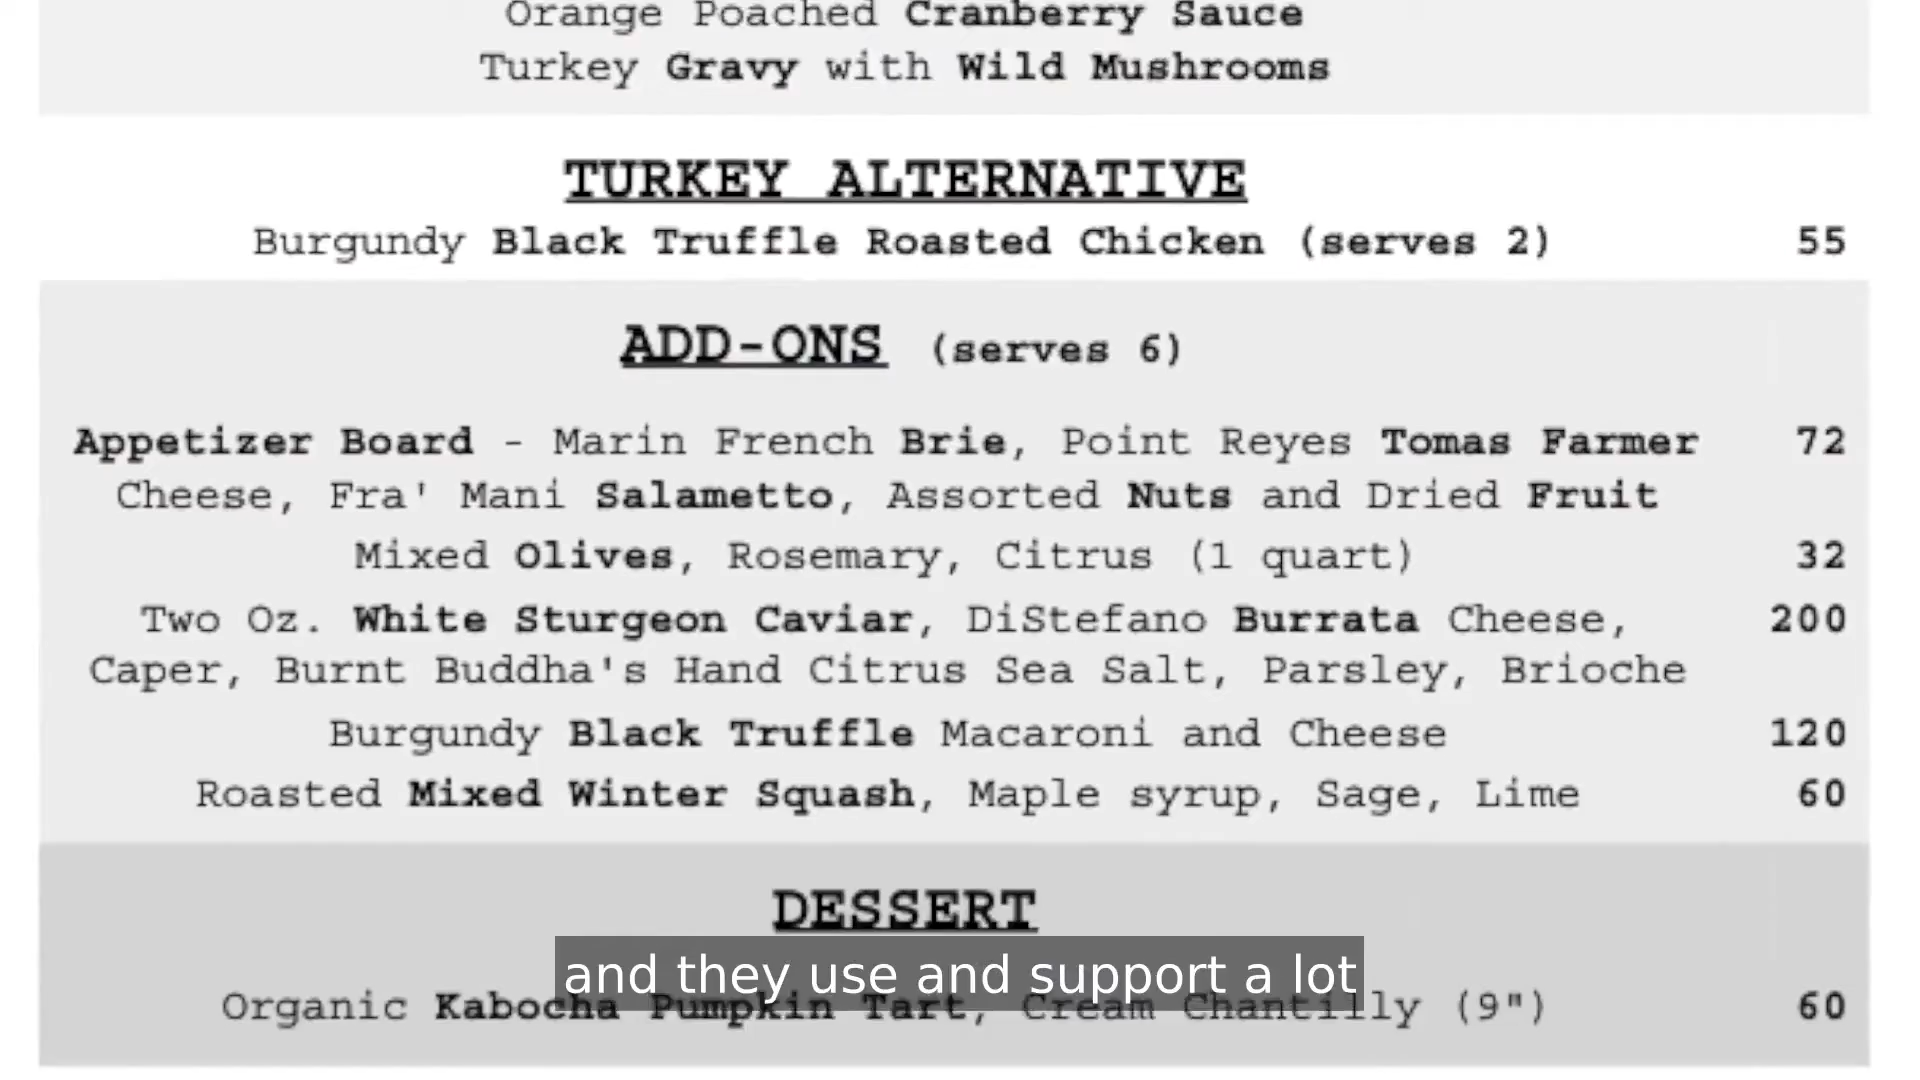 Orange Poached Cranberry Sauce
Turkey Gravy with Wild Mushrooms
TURKEY ALTERNATIVE
Burgundy Black Truffle Roasted Chicken (serves 2) 55
ADD-ONS (serves 6)
Appetizer Board - Marin French Brie, Point Reyes Tomas Farmer 72
Cheese, Fra' Mani Salametto, Assorted Nuts and Dried Fruit
Mixed Olives, Rosemary, Citrus (1 quart) 32
Two Oz. White Sturgeon Caviar, DiStefano Burrata Cheese, 200
Caper, Burnt Buddha's Hand Citrus Sea Salt, Parsley, Brioche
Burgundy Black Truffle Macaroni and Cheese 120
Roasted Mixed Winter Squash, Maple syrup, Sage, Lime 60
DESSERT
and they use and support a lot
Organic Kabocha Pumpkin Tart, Cream Chantilly (9") 60